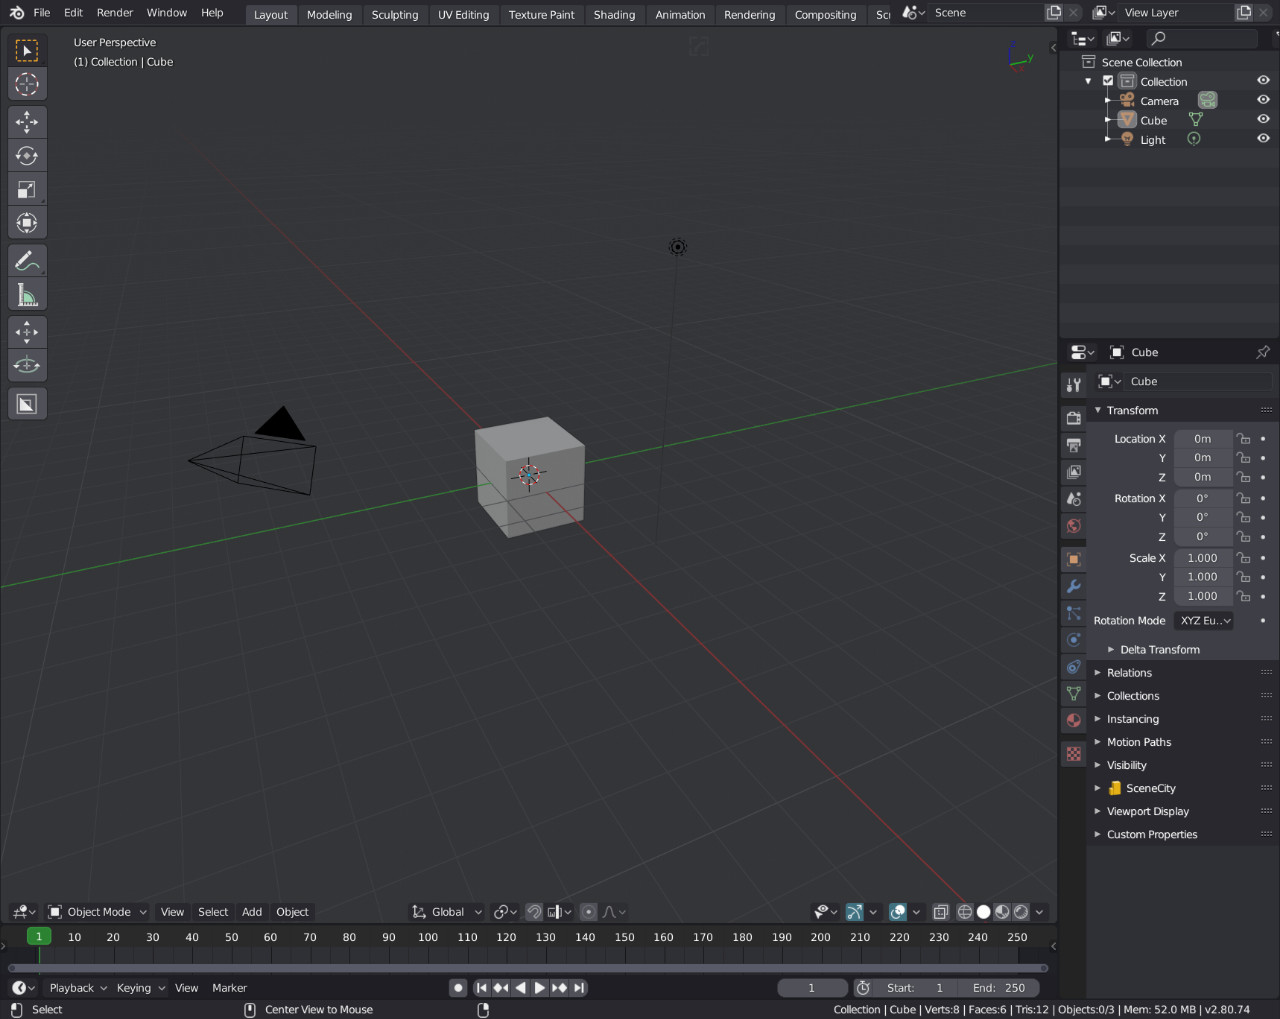 File Edit Render Window Help Layout Modeling Sculpting UV Editing Texture Paint Shading Animation Rendering Compositing Sc Scene View Layer
User Perspective
(1) Collection | Cube
Y
Scene Collection
Collection
Camera
Cube
Light
Cube
Cube
Transform
Location X 0m
Y 0m
Z 0m
Rotation X 0°
Y 0°
Z 0°
Scale X 1.000
Y 1.000
Z 1.000
Rotation Mode XYZ Eu..
Delta Transform
Relations
Collections
Instancing
Motion Paths
Visibility
SceneCity
Viewport Display
Custom Properties
Object Mode View Select Add Object Global
1 10 20 30 40 50 60 70 80 90 100 110 120 130 140 150 160 170 180 190 200 210 220 230 240 250
Playback Keying View Marker 1 Start: 1 End: 250
Select Center View to Mouse Collection | Cube | Verts:8 | Faces:6 | Tris:12 | Objects:0/3 | Mem: 52.0 MB | v2.80.74